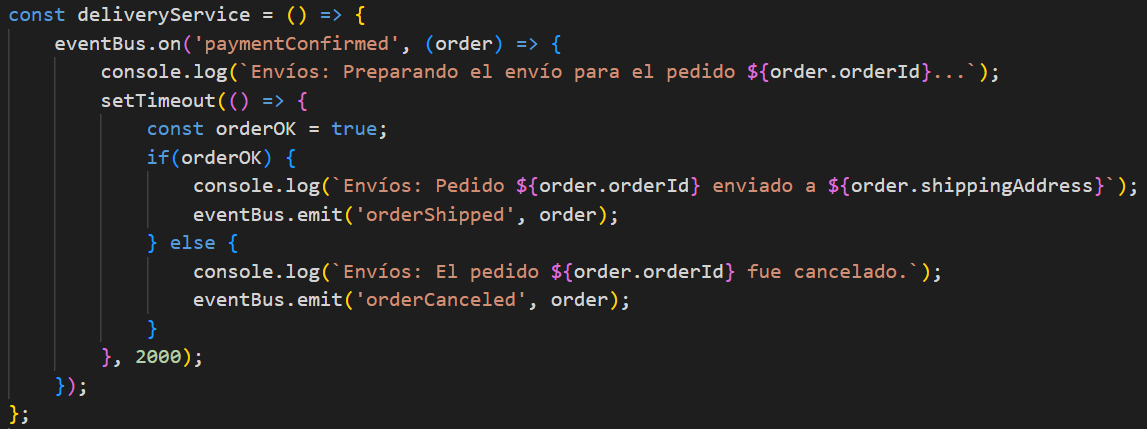 const deliveryService = () => {
    eventBus.on('paymentConfirmed', (order) => {
        console.log(`Envíos: Preparando el envío para el pedido ${order.orderId}...`);
        setTimeout(() => {
            const orderOK = true;
            if(orderOK) {
                console.log(`Envíos: Pedido ${order.orderId} enviado a ${order.shippingAddress}`);
                eventBus.emit('orderShipped', order);
            } else {
                console.log(`Envíos: El pedido ${order.orderId} fue cancelado.`);
                eventBus.emit('orderCanceled', order);
            }
        }, 2000);
    });
};